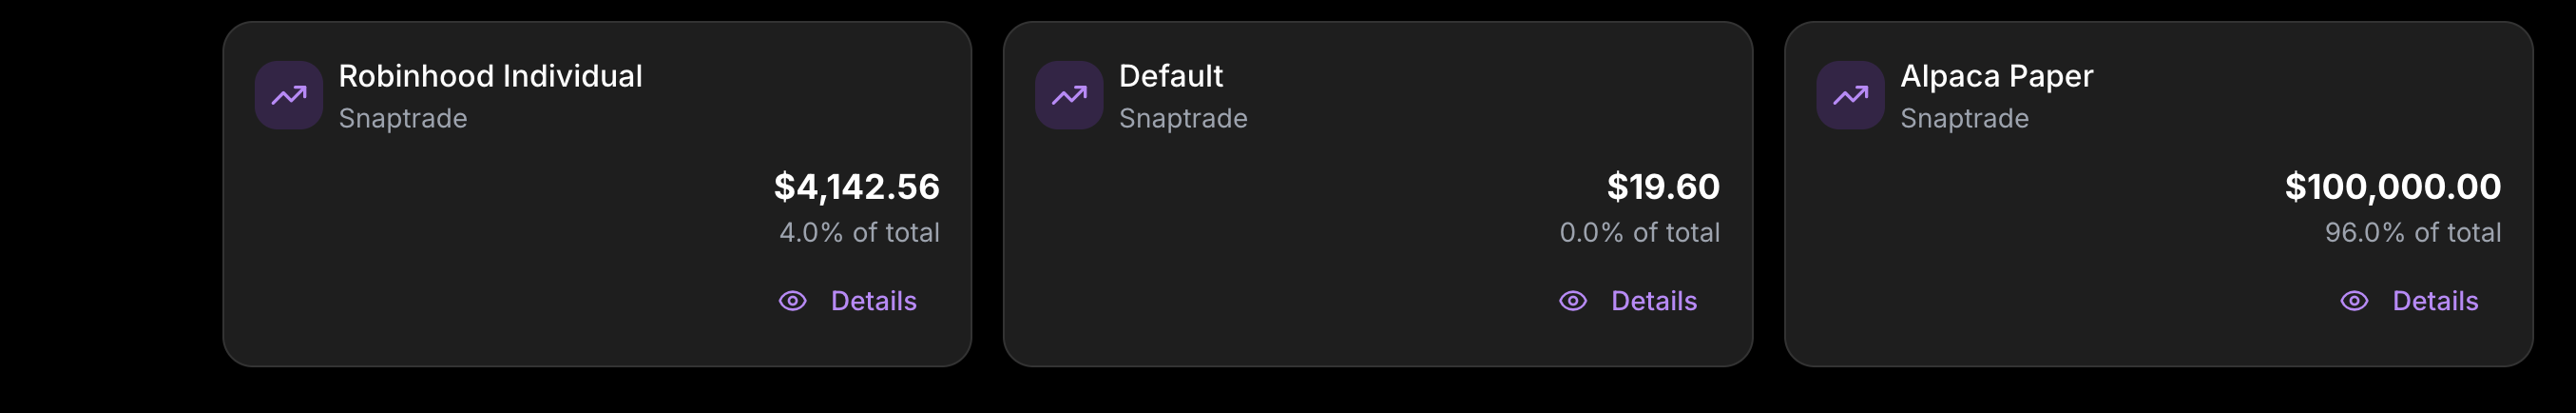 Robinhood Individual
Snaptrade
$4,142.56
4.0% of total
Details
Default
Snaptrade
$19.60
0.0% of total
Details
Alpaca Paper
Snaptrade
$100,000.00
96.0% of total
Details